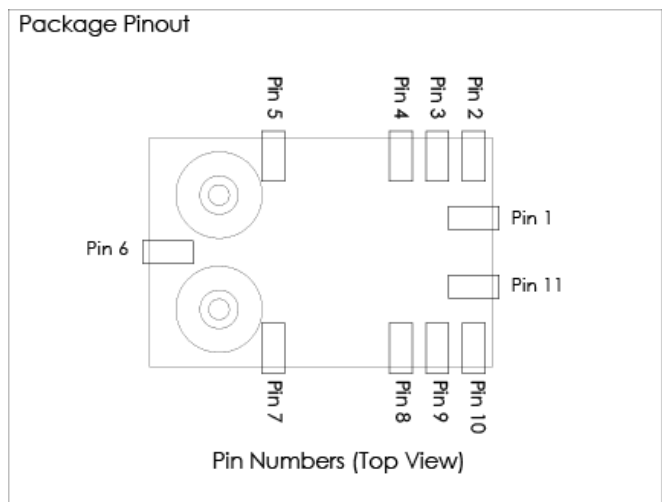 Package Pinout
Pin 5
Pin 4
Pin 3
Pin 2
Pin 1
Pin 6
Pin 11
Pin 7
Pin 8
Pin 9
Pin 10
Pin Numbers (Top View)